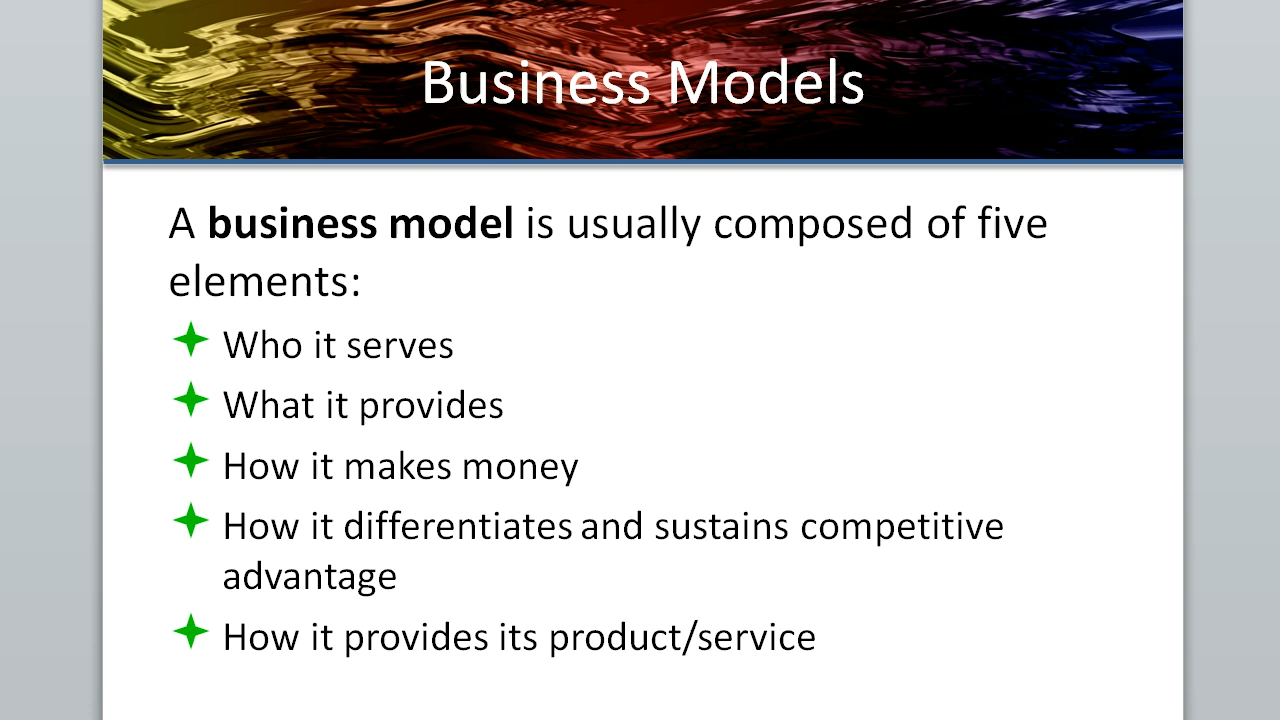 Business Models
A business model is usually composed of five
elements:
Who it serves
What it provides
How it makes money
How it differentiates and sustains competitive
advantage
How it provides its product/service